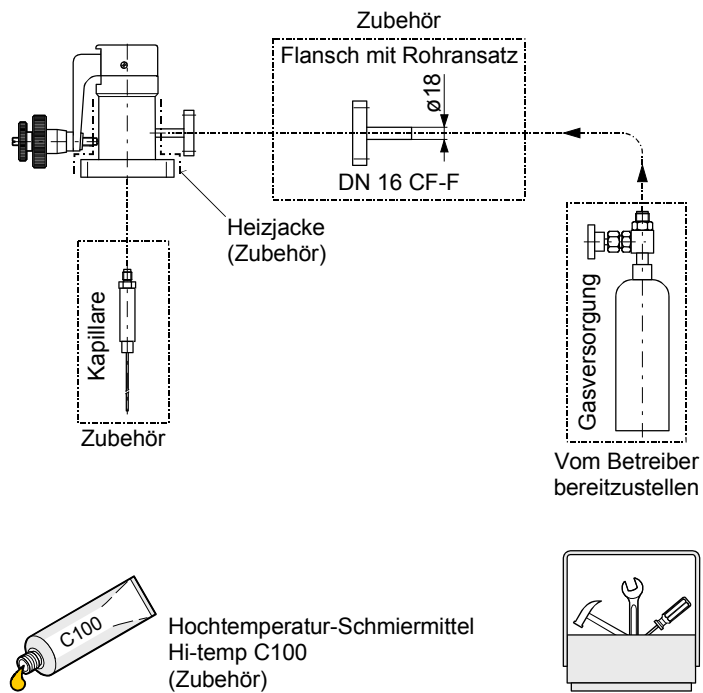 Zubehör
Flansch mit Rohransatz
ø18
DN 16 CF-F
Heizjacke
(Zubehör)
Kapillare
Zubehör
Gasversorgung
Vom Betreiber
bereitzustellen
C100
Hochtemperatur-Schmiermittel
Hi-temp C100
(Zubehör)